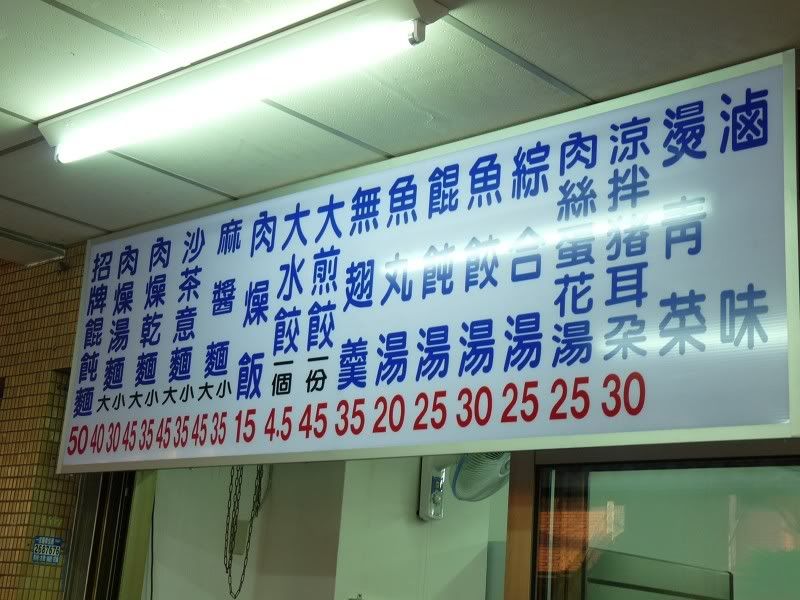 招牌餛飩麵 50
肉燥湯麵 大小 40 30
肉燥乾麵 大小 45 35
沙茶意麵 大小 45 35
麻醬麵 大小 45 35
肉燥飯 15
大水餃 一個 4.5
大煎餃 一份 45
無翅羹 35
魚丸湯 20
餛飩湯 25
魚餃湯 30
綜合湯 25
肉絲蛋花湯 25
涼拌豬耳朶 30
燙青菜
滷味